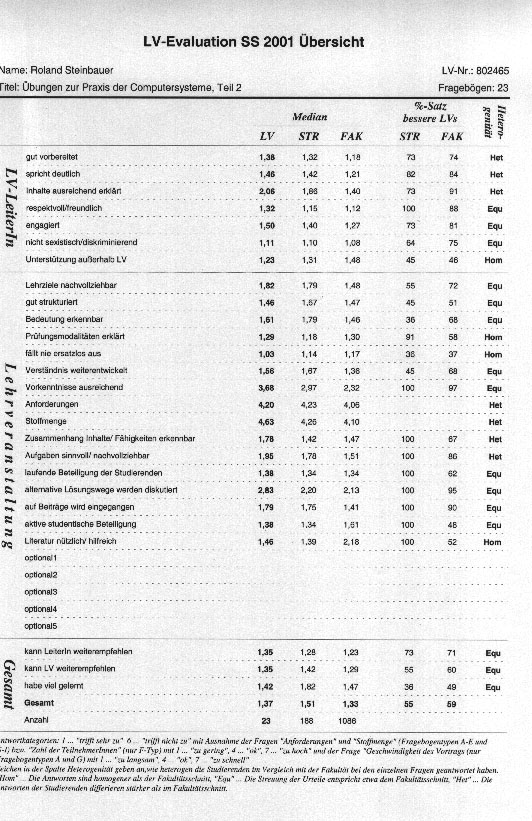 LV-Evaluation SS 2001 Übersicht
Name: Roland Steinbauer LV-Nr.: 802465
Titel: Übungen zur Praxis der Computersysteme, Teil 2 Fragebögen: 23
Median %-Satz bessere LVs Hetero-genität
LV STR FAK STR FAK
LV-LeiterIn
gut vorbereitet 1,38 1,32 1,18 73 74 Het
spricht deutlich 1,46 1,42 1,21 82 84 Het
Inhalte ausreichend erklärt 2,06 1,86 1,40 73 91 Het
respektvoll/freundlich 1,32 1,15 1,12 100 88 Equ
engagiert 1,50 1,40 1,27 73 81 Equ
nicht sexistisch/diskriminierend 1,11 1,10 1,08 64 75 Equ
Unterstützung außerhalb LV 1,23 1,31 1,48 45 46 Hom
Lehrveranstaltung
Lehrziele nachvollziehbar 1,82 1,79 1,48 55 72 Equ
gut strukturiert 1,46 1,67 1,47 45 51 Equ
Bedeutung erkennbar 1,61 1,79 1,46 36 68 Equ
Prüfungsmodalitäten erklärt 1,29 1,18 1,30 91 58 Hom
fällt nie ersatzlos aus 1,03 1,14 1,17 36 37 Hom
Verständnis weiterentwickelt 1,56 1,67 1,36 45 68 Equ
Vorkenntnisse ausreichend 3,68 2,97 2,32 100 97 Equ
Anforderungen 4,20 4,23 4,06 Het
Stoffmenge 4,63 4,26 4,10 Het
Zusammenhang Inhalte/ Fähigkeiten erkennbar 1,78 1,42 1,47 100 67 Het
Aufgaben sinnvoll/ nachvollziehbar 1,95 1,78 1,51 100 86 Het
laufende Beteiligung der Studierenden 1,38 1,34 1,34 100 62 Equ
alternative Lösungswege werden diskutiert 2,83 2,20 2,13 100 95 Equ
auf Beiträge wird eingegangen 1,79 1,75 1,41 100 90 Equ
aktive studentische Beteiligung 1,38 1,34 1,61 100 48 Equ
Literatur nützlich/ hilfreich 1,46 1,39 2,18 100 52 Hom
optional1
optional2
optional3
optional4
optional5
Gesamt
kann LeiterIn weiterempfehlen 1,35 1,28 1,23 73 71 Equ
kann LV weiterempfehlen 1,35 1,42 1,29 55 60 Equ
habe viel gelernt 1,42 1,82 1,47 36 49 Equ
Gesamt 1,37 1,51 1,33 55 59
Anzahl 23 188 1086
ntwortkategorien: 1 ... "trifft sehr zu" 6 ... "trifft nicht zu" mit Ausnahme der Fragen "Anforderungen" und "Stoffmenge" (Fragebogentypen A-E und
-I) bzw. "Zahl der TeilnehmerInnen" (nur F-Typ) mit 1 ... "zu gering", 4 ... "ok", 7 ... "zu hoch" und der Frage "Geschwindigkeit des Vortrags (nur
ragebogentypen A und G) mit 1 ... "zu langsam", 4 ... "ok", 7 ... "zu schnell"
eichen in der Spalte Heterogenität geben an,wie heterogen die Studierenden im Vergleich mit der Fakultät bei den einzelnen Fragen geantwortet haben.
Hom" ... Die Antworten sind homogener als der Fakultätsschnitt, "Equ" ... Die Streuung der Urteile entspricht etwa dem Fakultätsschnitt, "Het" ... Die
ntworten der Studierenden differieren stärker als im Fakultätsschnitt.